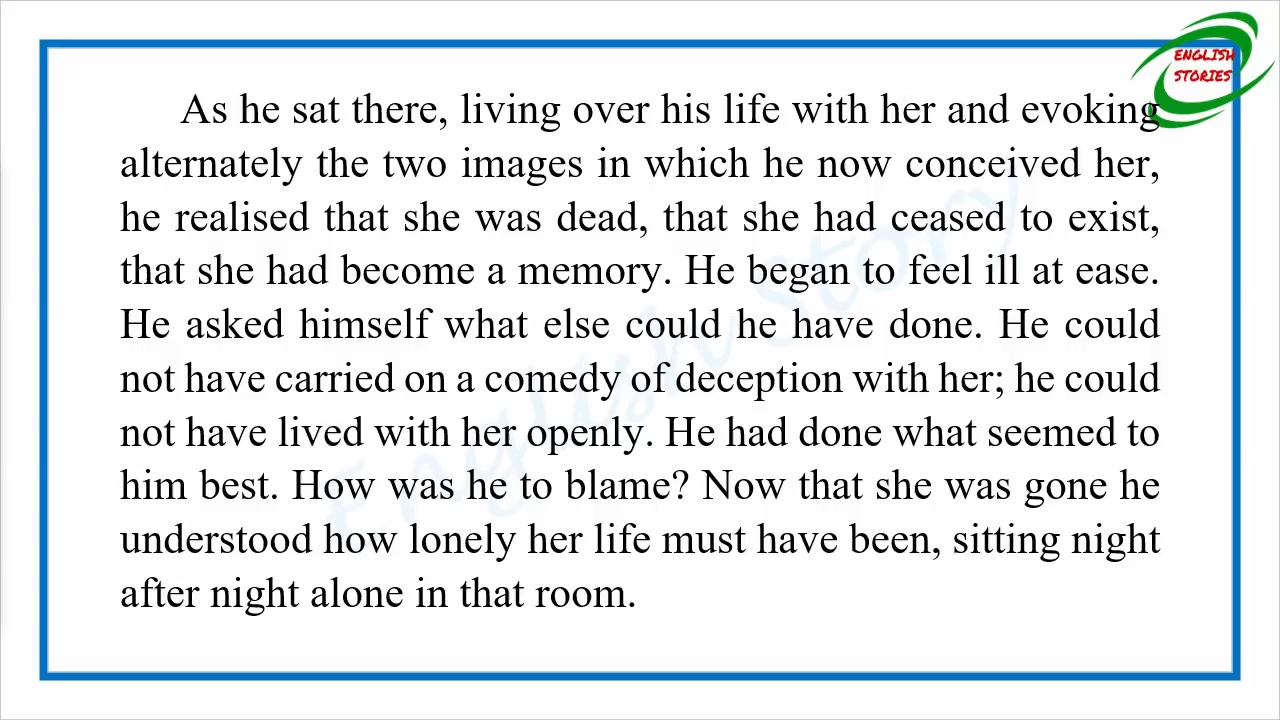 ENGLISH
STORIES
As he sat there, living over his life with her and evoking
alternately the two images in which he now conceived her,
he realised that she was dead, that she had ceased to exist,
that she had become a memory. He began to feel ill at ease.
He asked himself what else could he have done. He could
not have carried on a comedy of deception with her; he could
not have lived with her openly. He had done what seemed to
him best. How was he to blame? Now that she was gone he
understood how lonely her life must have been, sitting night
after night alone in that room.
English Story